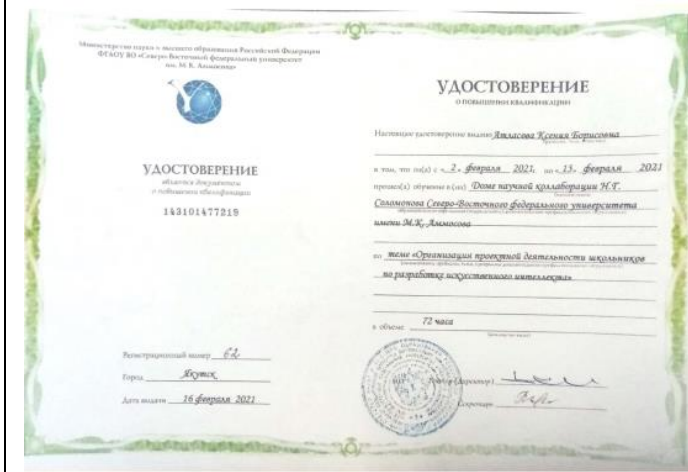 Министерство науки и высшего образования Российской Федерации
ФГАОУ ВО «Северо-Восточный федеральный университет
им. М. К. Аммосова»
УДОСТОВЕРЕНИЕ
является документом
о повышении квалификации
143101477219
Регистрационный номер 62
Город Якутск
Дата выдачи 16 февраля 2021
УДОСТОВЕРЕНИЕ
О ПОВЫШЕНИИ КВАЛИФИКАЦИИ
Настоящее удостоверение выдано Атласова Ксения Борисовна
в том, что он(а) с «2» февраля 2021, по «15» февраля 2021
прошел(а) обучение в (на) Доме научной коллаборации Н.Г.
Соломонова Северо-Восточного федерального университета
имени М.К, Аммосова
по теме «Организация проектной деятельности школьников
по разработке искусственного интеллекта»
в объеме 72 часа
Ректор (директор)
Секретарь